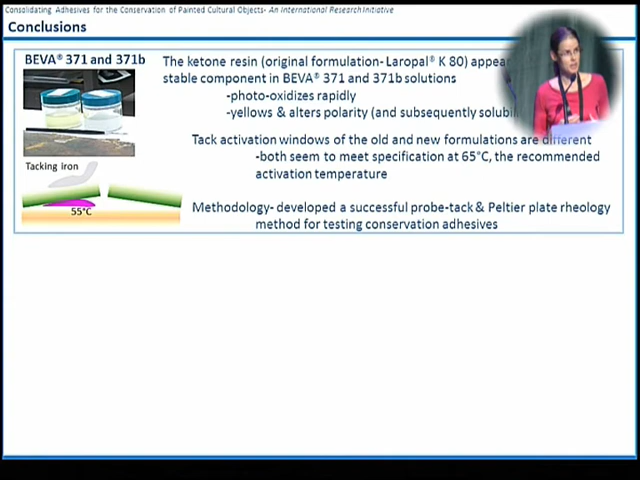 Consolidating Adhesives for the Conservation of Painted Cultural Objects- An International Research Initiative
Conclusions
BEVA® 371 and 371b
The ketone resin (original formulation- Laropal® K 80)
stable component in BEVA® 371 and 371b solutions
-photo-oxidizes rapidly
-yellows & alters polarity (and subsequently
Tack activation windows of the old and new formulations are different
-both seem to meet specification at 65°C, the recommended
activation temperature
Tacking Iron
55°C
Methodology- developed a successful probe-tack & Peltier plate rheology
method for testing conservation adhesives